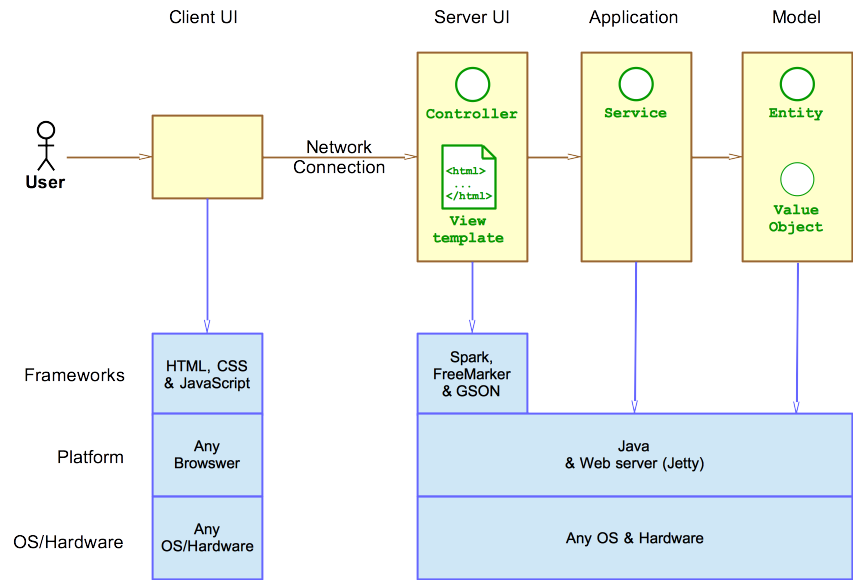 Client UI
Server UI
Application
Model
User
Network
Connection
Controller
<html>
...
</html>
View
template
Service
Entity
Value
Object
Frameworks
HTML, CSS
& JavaScript
Spark,
FreeMarker
& GSON
Platform
Any
Browswer
Java
& Web server (Jetty)
OS/Hardware
Any
OS/Hardware
Any OS & Hardware